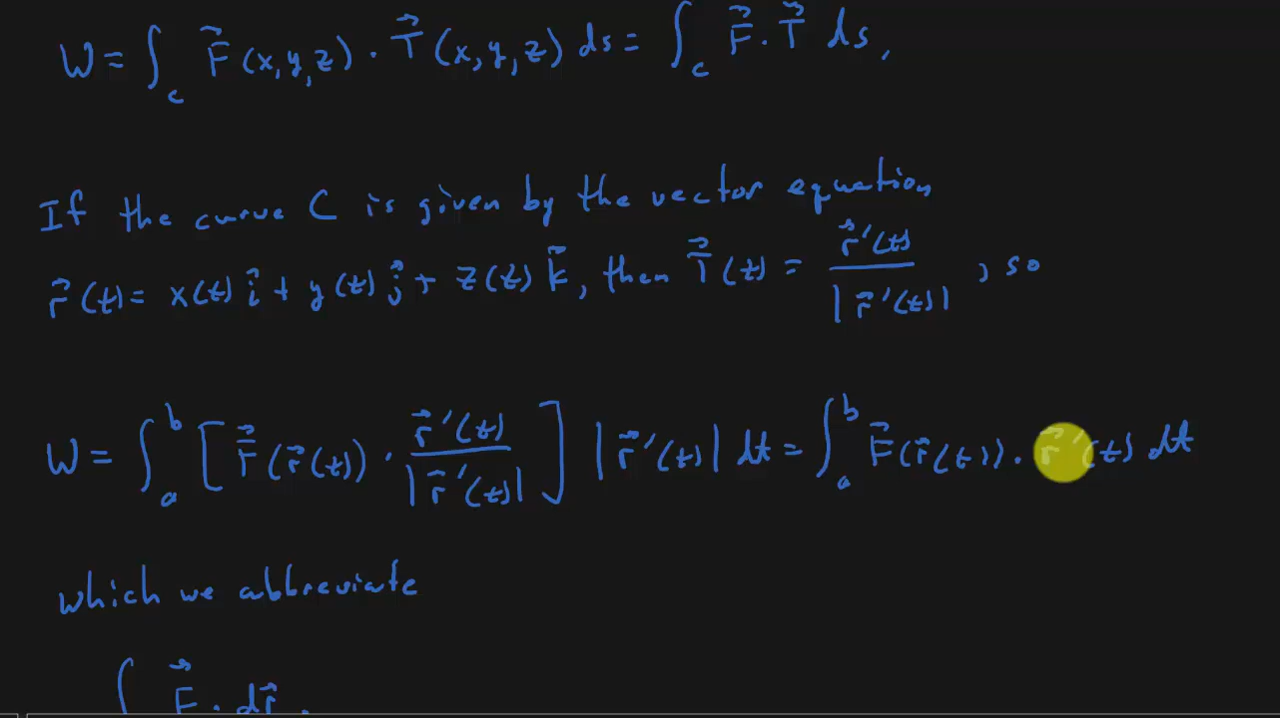 W = ∫_c F⃗(x,y,z) · T⃗(x,y,z) ds = ∫_c F⃗ · T⃗ ds,
If the curve C is given by the vector equation
r⃗(t) = x(t) î + y(t) ĵ + z(t) k⃗, then T⃗(t) = r⃗'(t) / |r⃗'(t)|, so
W = ∫_a^b [F⃗(r⃗(t)) · r⃗'(t) / |r⃗'(t)|] |r⃗'(t)| dt = ∫_a^b F⃗(r⃗(t)) · r⃗'(t) dt
which we abbreviate
∫ F⃗ · dr⃗.